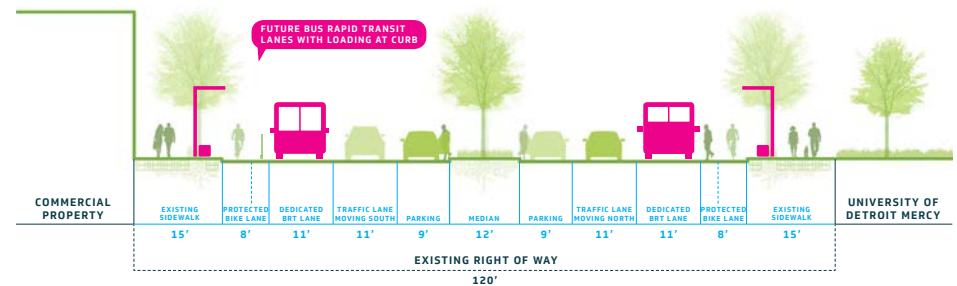 FUTURE BUS RAPID TRANSIT
LANES WITH LOADING AT CURB
COMMERCIAL
PROPERTY
EXISTING
SIDEWALK
PROTECTED
BIKE LANE
DEDICATED
BRT LANE
TRAFFIC LANE
MOVING SOUTH
PARKING
MEDIAN
PARKING
TRAFFIC LANE
MOVING NORTH
DEDICATED
BRT LANE
PROTECTED
BIKE LANE
EXISTING
SIDEWALK
UNIVERSITY OF
DETROIT MERCY
15' 8' 11' 11' 9' 12' 9' 11' 11' 8' 15'
EXISTING RIGHT OF WAY
120'